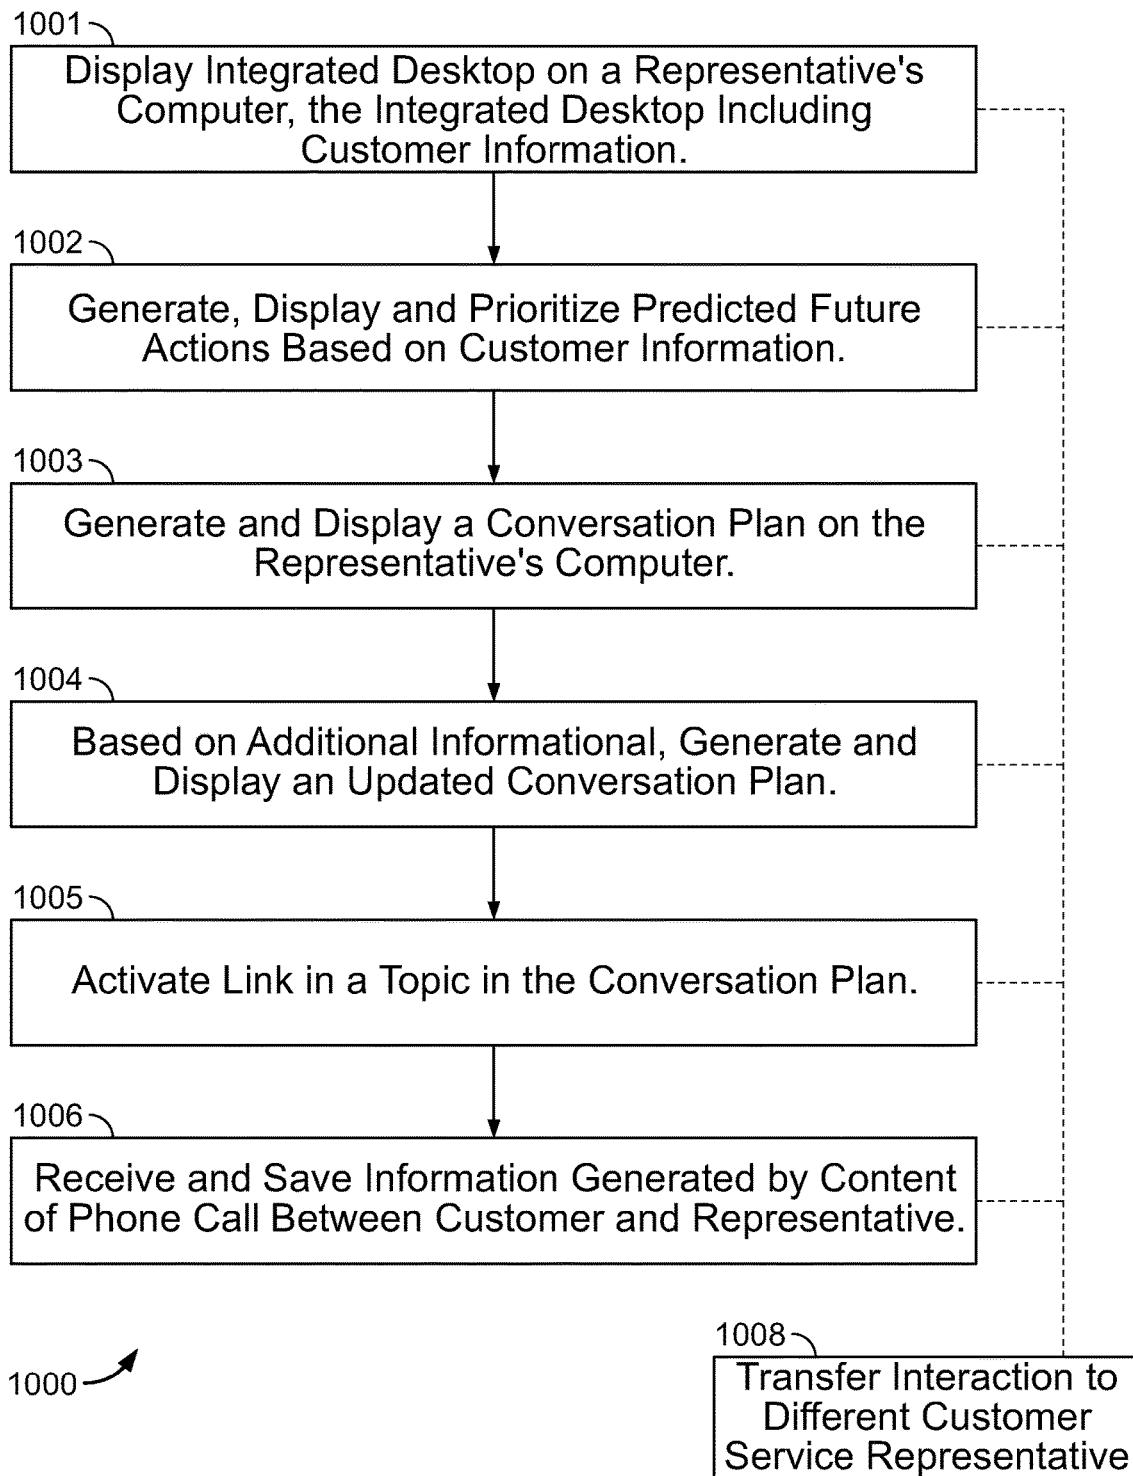 1001
Display Integrated Desktop on a Representative's
Computer, the Integrated Desktop Including
Customer Information.
1002
Generate, Display and Prioritize Predicted Future
Actions Based on Customer Information.
1003
Generate and Display a Conversation Plan on the
Representative's Computer.
1004
Based on Additional Informational, Generate and
Display an Updated Conversation Plan.
1005
Activate Link in a Topic in the Conversation Plan.
1006
Receive and Save Information Generated by Content
of Phone Call Between Customer and Representative.
1008
Transfer Interaction to
Different Customer
Service Representative
1000